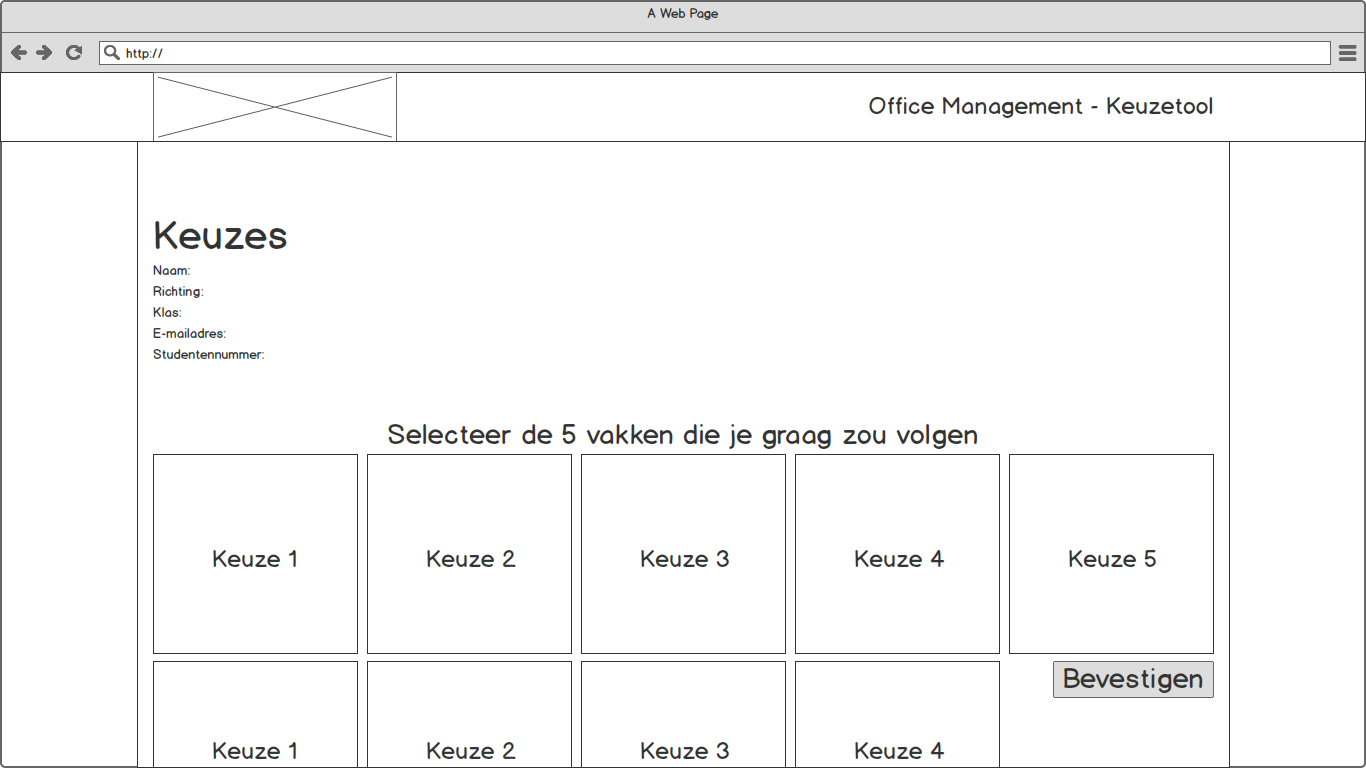 A Web Page
http://
Office Management - Keuzetool
Keuzes
Naam:
Richting:
Klas:
E-mailadres:
Studentennummer:
Selecteer de 5 vakken die je graag zou volgen
Keuze 1
Keuze 2
Keuze 3
Keuze 4
Keuze 5
Bevestigen
Keuze 1
Keuze 2
Keuze 3
Keuze 4